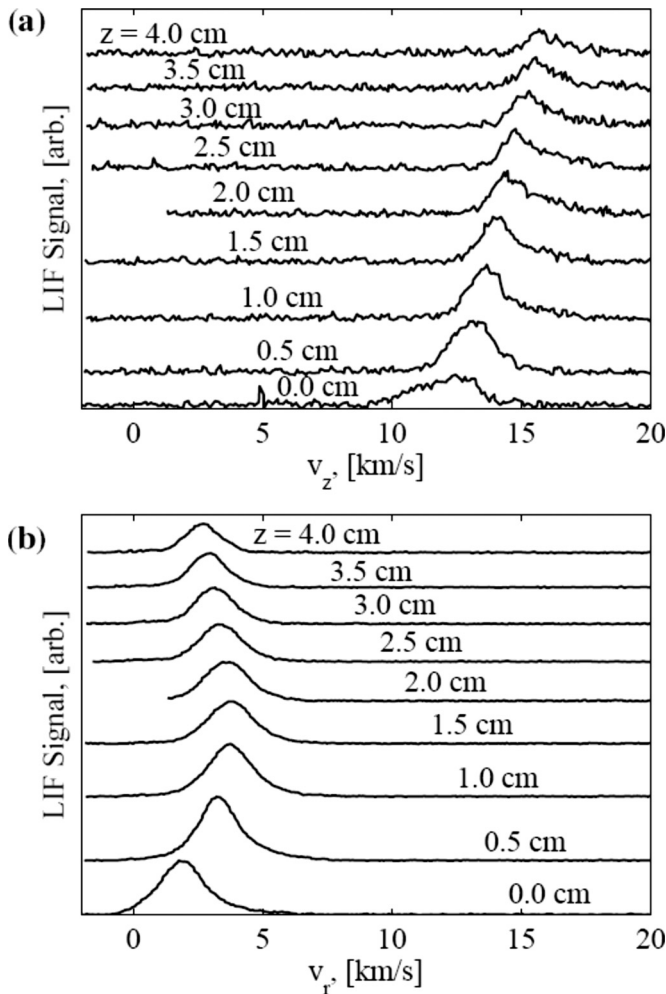 (a)
z = 4.0 cm
3.5 cm
3.0 cm
2.5 cm
2.0 cm
1.5 cm
1.0 cm
0.5 cm
0.0 cm
LIF Signal, [arb.]
0 5 10 15 20
v_z, [km/s]
(b)
z = 4.0 cm
3.5 cm
3.0 cm
2.5 cm
2.0 cm
1.5 cm
1.0 cm
0.5 cm
0.0 cm
LIF Signal, [arb.]
0 5 10 15 20
v_r, [km/s]